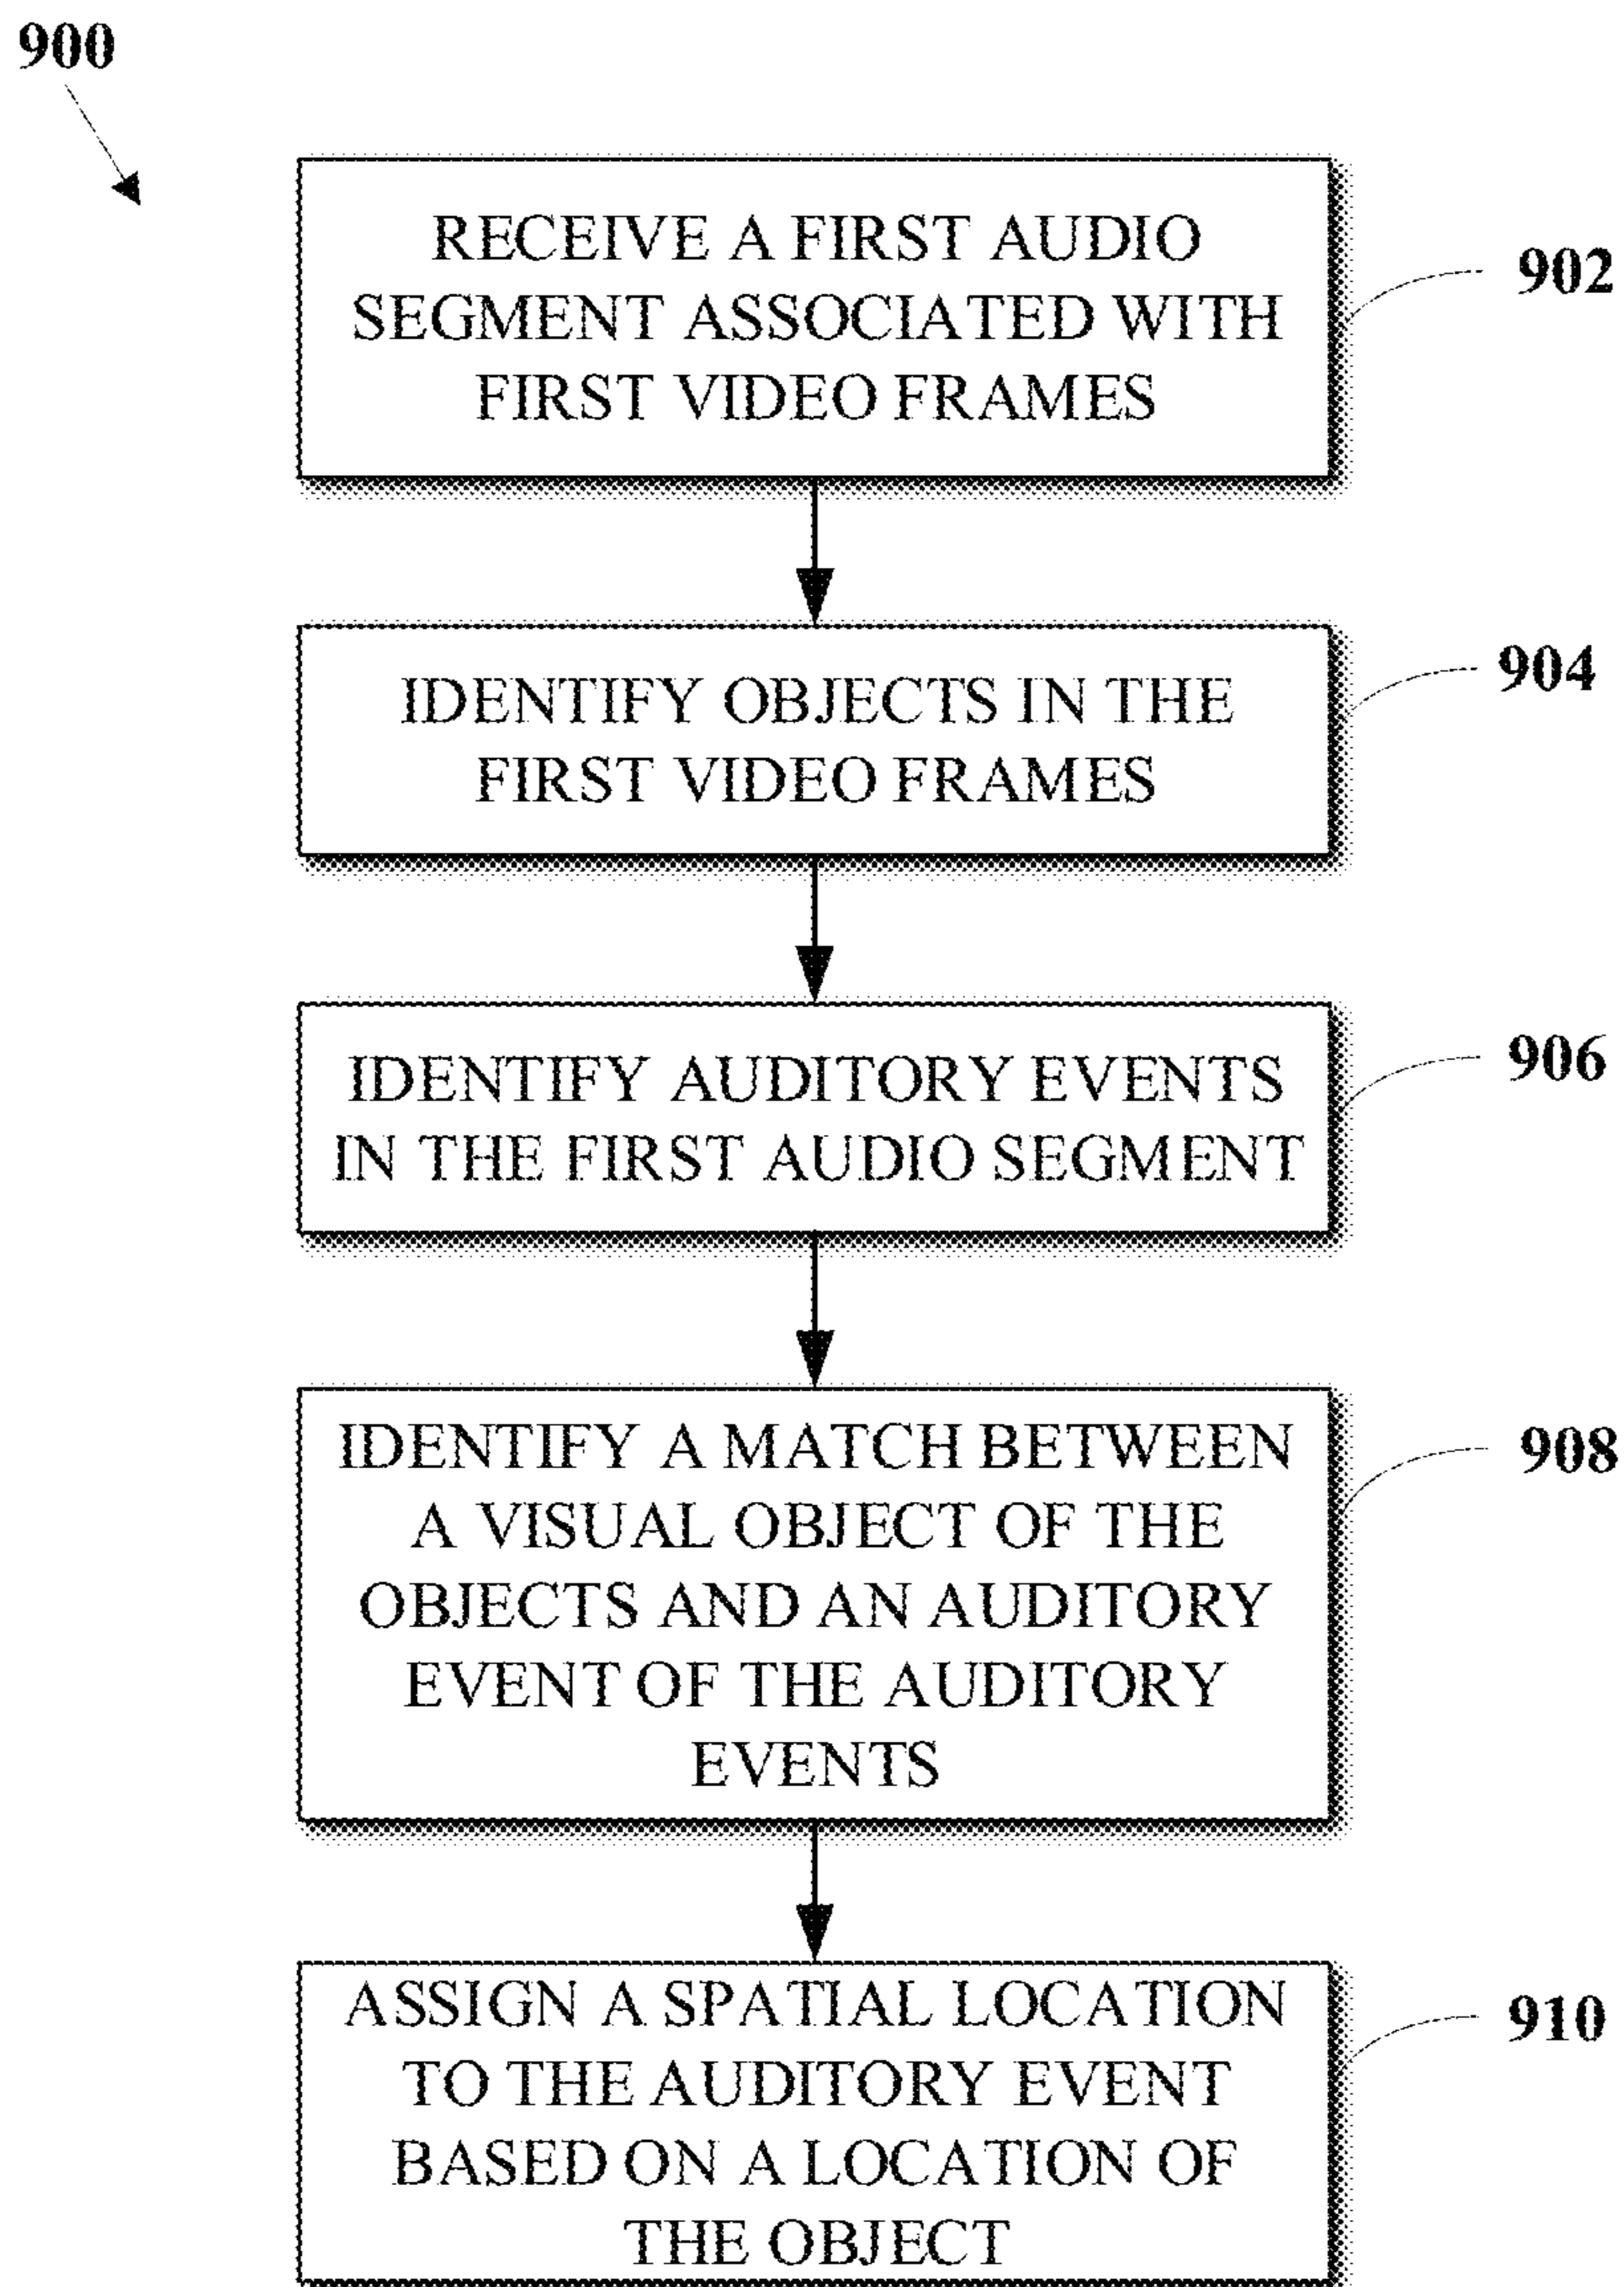 900
RECEIVE A FIRST AUDIO
SEGMENT ASSOCIATED WITH
FIRST VIDEO FRAMES
902
IDENTIFY OBJECTS IN THE
FIRST VIDEO FRAMES
904
IDENTIFY AUDITORY EVENTS
IN THE FIRST AUDIO SEGMENT
906
IDENTIFY A MATCH BETWEEN
A VISUAL OBJECT OF THE
OBJECTS AND AN AUDITORY
EVENT OF THE AUDITORY
EVENTS
908
ASSIGN A SPATIAL LOCATION
TO THE AUDITORY EVENT
BASED ON A LOCATION OF
THE OBJECT
910